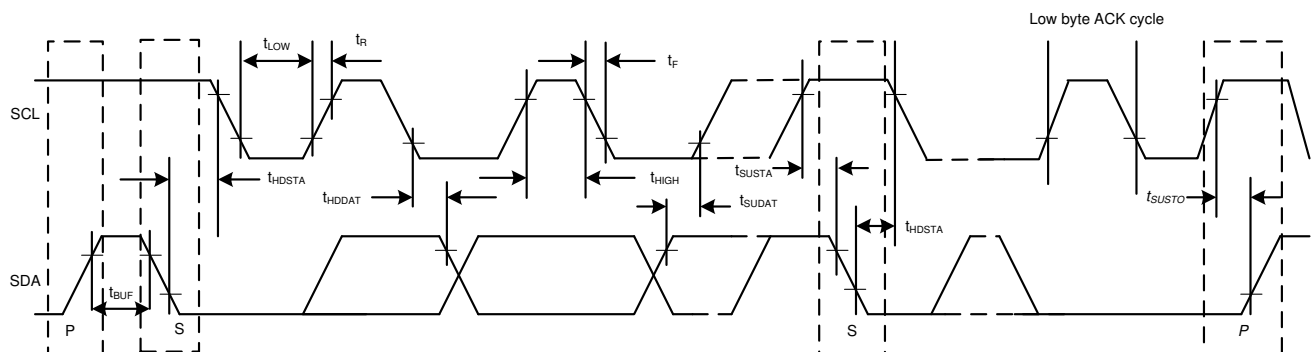 Low byte ACK cycle
tLOW
tR
tF
SCL
tHDSTA
tHDDAT
tHIGH
tSUSTA
tSUDAT
tSUSTO
tHDSTA
SDA
tBUF
P
S
S
P